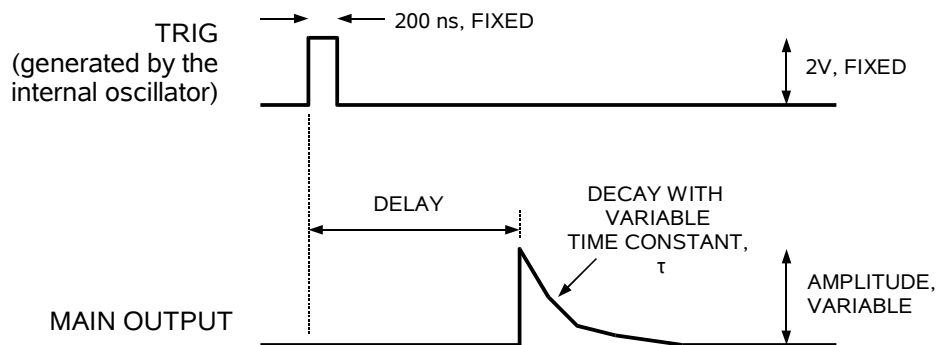 200 ns, FIXED
TRIG
(generated by the
internal oscillator)
2V, FIXED
DELAY
DECAY WITH
VARIABLE
TIME CONSTANT,
τ
AMPLITUDE,
VARIABLE
MAIN OUTPUT